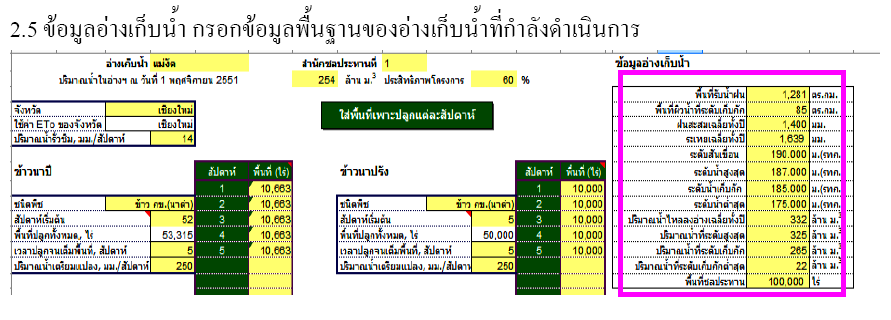 2.5 ข้อมูลอ่างเก็บน้ำ กรอกข้อมูลพื้นฐานของอ่างเก็บน้ำที่กำลังดำเนินการ
อ่างเก็บน้ำ แม่งัด สำนักชลประทานที่ 1 ข้อมูลอ่างเก็บน้ำ
ปริมาณน้ำในอ่างฯ ณ วันที่ 1 พฤศจิกายน 2551 254 ล้าน ม.3 ประสิทธิภาพโครงการ 60 %
พื้นที่รับน้ำฝน 1,281 ตร.กม.
จังหวัด เชียงใหม่ พื้นที่ผิวน้ำที่ระดับเก็บกัก 85 ตร.กม.
ใช้ค่า ETo ของจังหวัด เชียงใหม่ ใส่พื้นที่เพาะปลูกแต่ละสัปดาห์ ฝนสะสมเฉลี่ยทั้งปี 1,400 มม.
ปริมาณน้ำรั่วซึม, มม./สัปดาห์ 14 ระเหยเฉลี่ยทั้งปี 1,639 มม.
ระดับสันเขื่อน 190.000 ม.(รทก.
ข้าวนาปี สัปดาห์ พื้นที่ (ไร่) ข้าวนาปรัง สัปดาห์ พื้นที่ (ไร่) ระดับน้ำสูงสุด 187.000 ม.(รทก.
1 10,663 1 10,000 ระดับน้ำเก็บกัก 185.000 ม.(รทก.
ชนิดพืช ข้าว กข.(นาดำ) 2 10,663 ชนิดพืช ข้าว กข.(นาดำ) 2 10,000 ระดับน้ำต่ำสุด 175.000 ม.(รทก.
สัปดาห์เริ่มต้น 52 3 10,663 สัปดาห์เริ่มต้น 5 3 10,000 ปริมาณน้ำไหลลงอ่างเฉลี่ยทั้งปี 332 ล้าน ม.
พื้นที่ปลูกทั้งหมด, ไร่ 53,315 4 10,663 พื้นที่ปลูกทั้งหมด, ไร่ 50,000 4 10,000 ปริมาณน้ำที่ระดับสูงสุด 325 ล้าน ม.
เวลาปลูกจนเต็มพื้นที่, สัปดาห์ 5 5 10,663 เวลาปลูกจนเต็มพื้นที่, สัปดาห์ 5 5 10,000 ปริมาณน้ำที่ระดับเก็บกัก 265 ล้าน ม.
ปริมาณน้ำเตรียมแปลง, มม./สัปดาห์ 250 ปริมาณน้ำเตรียมแปลง, มม./สัปดาห 250 ปริมาณน้ำที่ระดับเก็บกักต่ำสุด 22 ล้าน ม.
พื้นที่ชลประทาน 100,000 ไร่